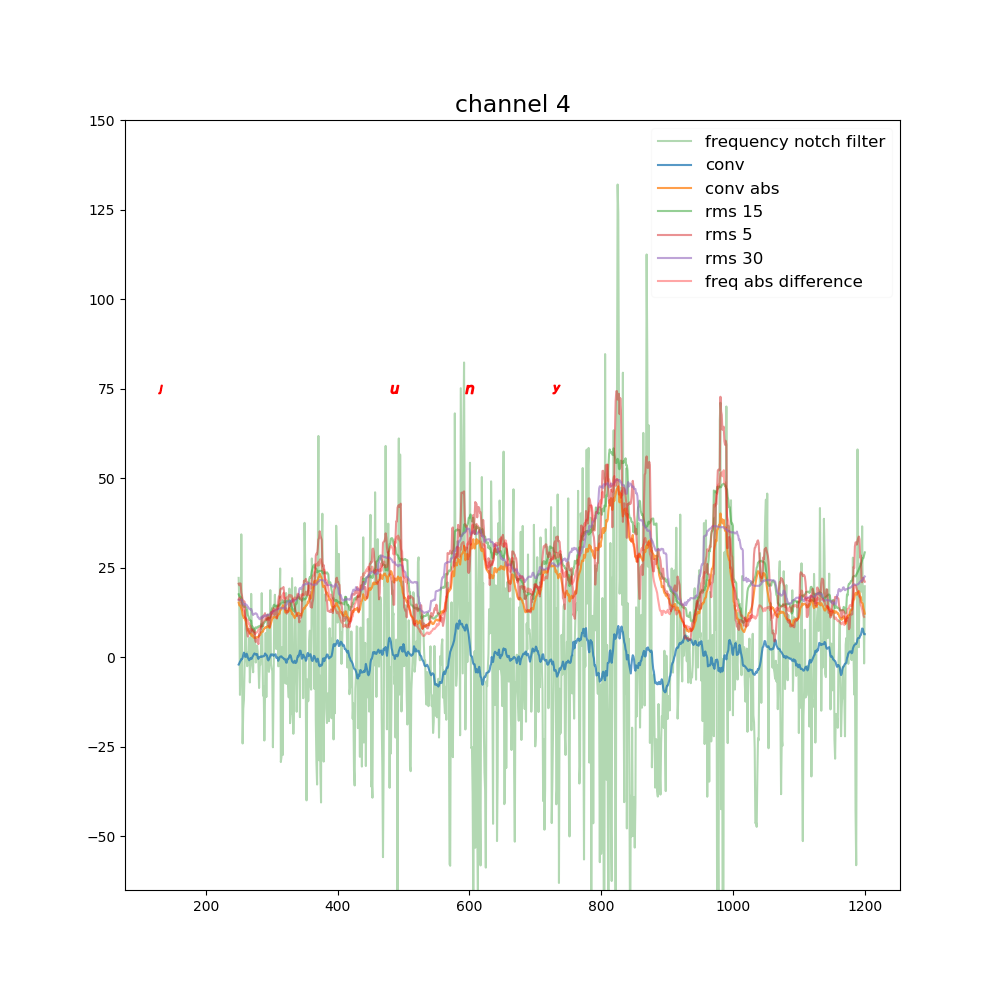 channel 4
150
125
100
75
50
25
0
−25
−50
200 400 600 800 1000 1200
frequency notch filter
conv
conv abs
rms 15
rms 5
rms 30
freq abs difference
j u n y